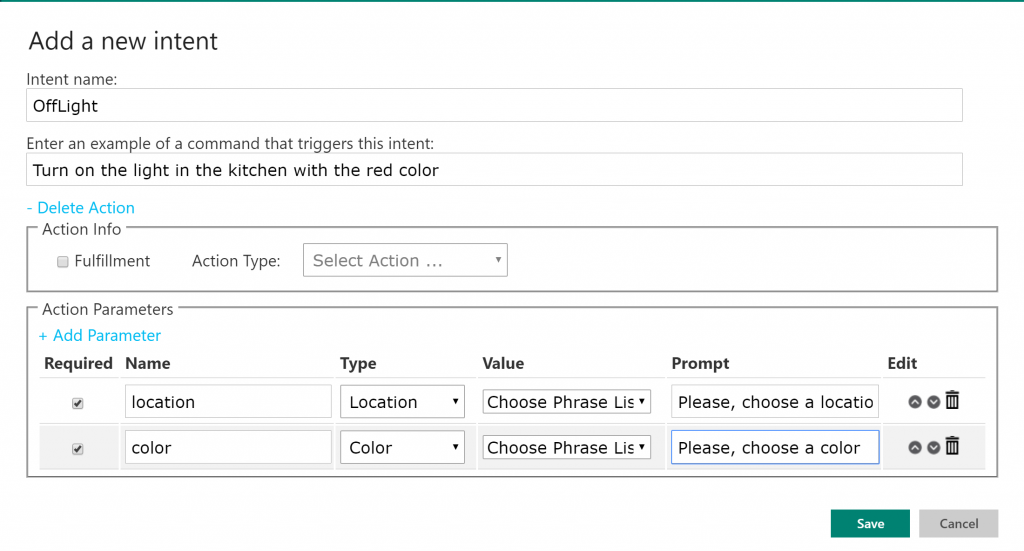 Add a new intent
Intent name:
OffLight
Enter an example of a command that triggers this intent:
Turn on the light in the kitchen with the red color
- Delete Action
Action Info
Fulfillment Action Type: Select Action ...
Action Parameters
+ Add Parameter
Required Name Type Value Prompt Edit
location Location Choose Phrase Lis Please, choose a locatio
color Color Choose Phrase Lis Please, choose a color
Save Cancel